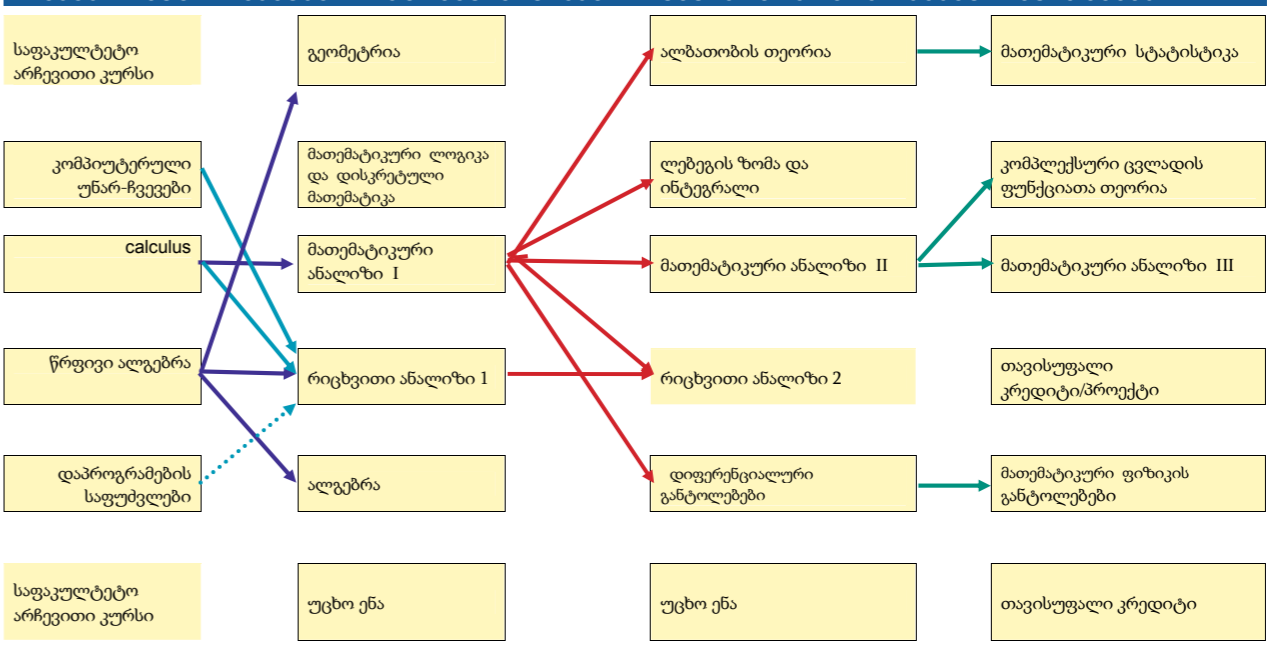 საფაკულტეტო
არჩევითი კურსი
გეომეტრია
ალბათობის თეორია
მათემატიკური სტატისტიკა
კომპიუტერული
უნარ-ჩვევები
მათემატიკური ლოგიკა
და დისკრეტული
მათემატიკა
ლებეგის ზომა და
ინტეგრალი
კომპლექსური ცვლადის
ფუნქციათა თეორია
calculus
მათემატიკური
ანალიზი I
მათემატიკური ანალიზი II
მათემატიკური ანალიზი III
წრფივი ალგებრა
რიცხვითი ანალიზი 1
რიცხვითი ანალიზი 2
თავისუფალი
კრედიტი/პროექტი
დაპროგრამების
საფუძვლები
ალგებრა
დიფერენციალური
განტოლებები
მათემატიკური ფიზიკის
განტოლებები
საფაკულტეტო
არჩევითი კურსი
უცხო ენა
უცხო ენა
თავისუფალი კრედიტი